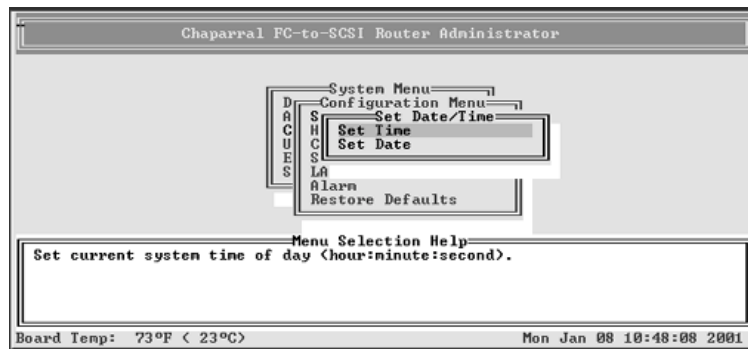 Chaparral FC-to-SCSI Router Administrator
System Menu
D
Configuration Menu
A
S
Set Date/Time
C
H
Set Time
U
C
Set Date
E
S
S
LA
Alarm
Restore Defaults
Menu Selection Help
Set current system time of day (hour:minute:second).
Board Temp: 73ºF ( 23ºC)
Mon Jan 08 10:48:08 2001